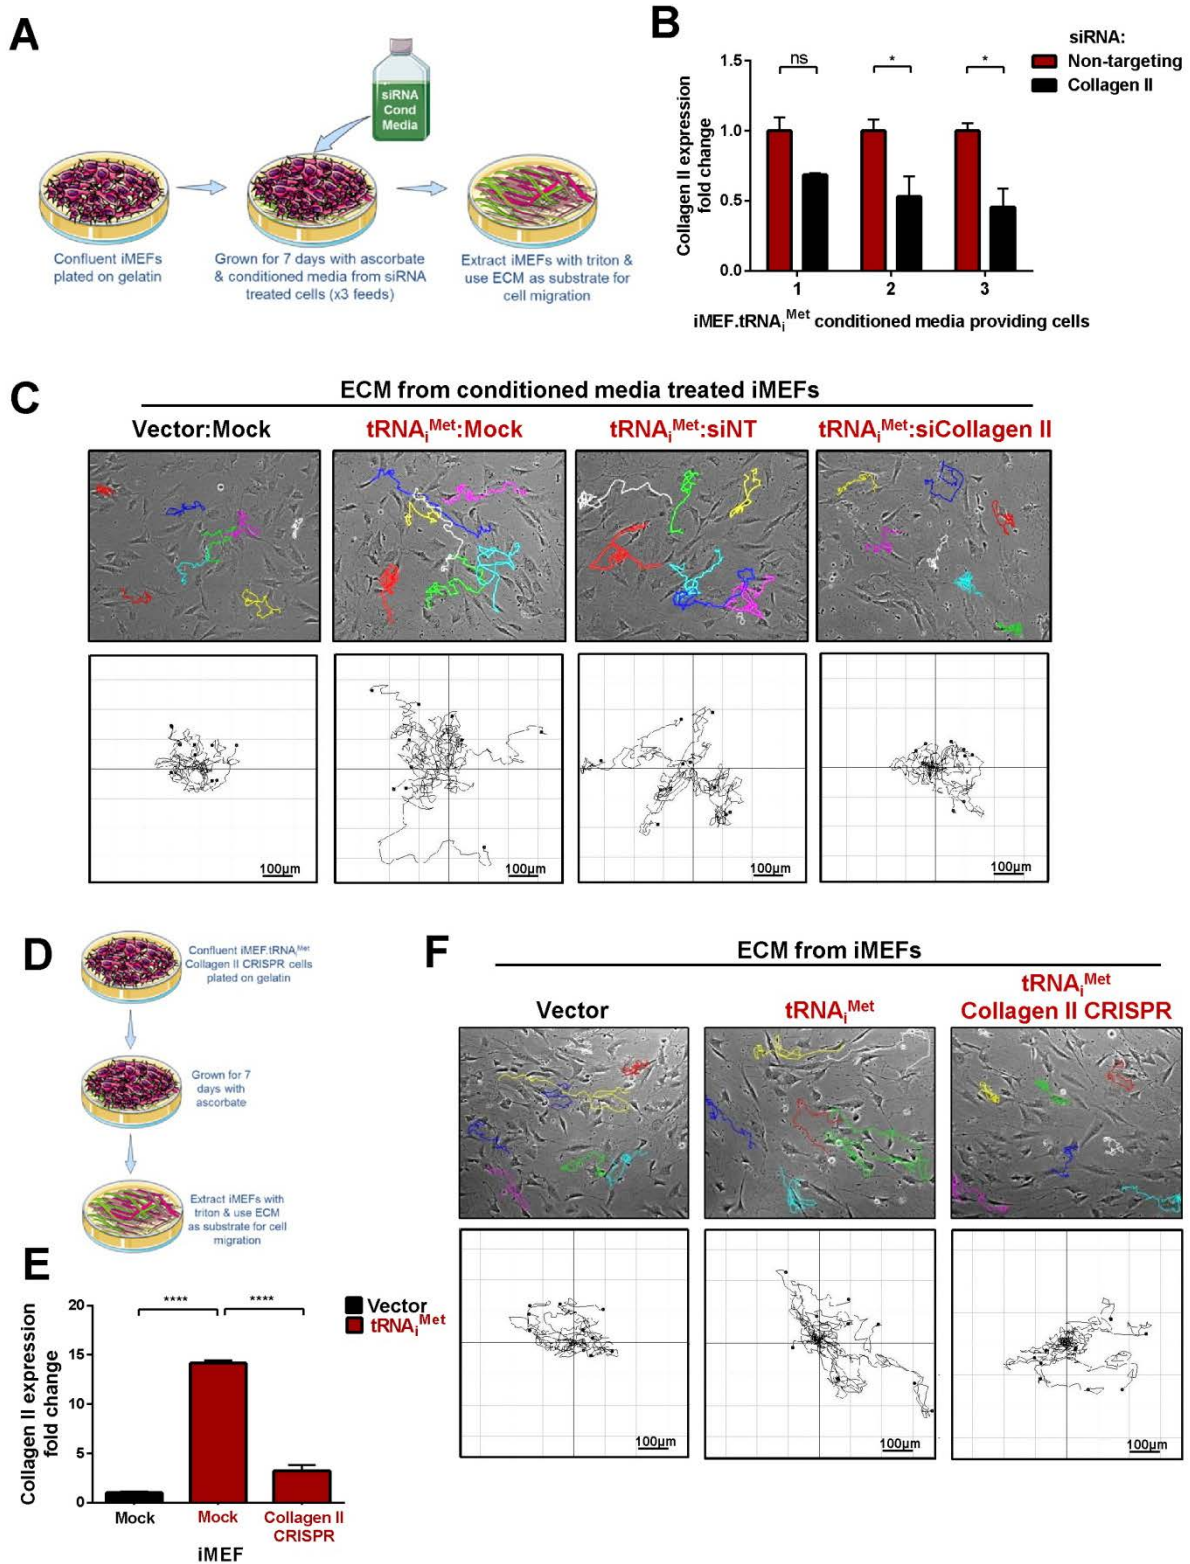 A
siRNA
Cond
Media
Confluent iMEFs
plated on gelatin
Grown for 7 days with ascorbate
& conditioned media from siRNA
treated cells (x3 feeds)
Extract iMEFs with triton &
use ECM as substrate for
cell migration
B
siRNA:
Non-targeting
Collagen II
Collagen II expression
fold change
1.5
1.0
0.5
0.0
ns
*
*
1 2 3
iMEF.tRNAiMet conditioned media providing cells
C
ECM from conditioned media treated iMEFs
Vector:Mock
tRNAiMet:Mock
tRNAiMet:siNT
tRNAiMet:siCollagen II
100µm
100µm
100µm
100µm
D
Confluent iMEF.tRNAiMet
Collagen II CRISPR cells
plated on gelatin
Grown for 7
days with
ascorbate
Extract iMEFs with
triton & use ECM
as substrate for cell
migration
E
Collagen II expression
fold change
20
15
10
5
0
****
****
Vector
tRNAiMet
Mock
Mock
Collagen II
CRISPR
iMEF
F
ECM from iMEFs
Vector
tRNAiMet
tRNAiMet
Collagen II CRISPR
100µm
100µm
100µm